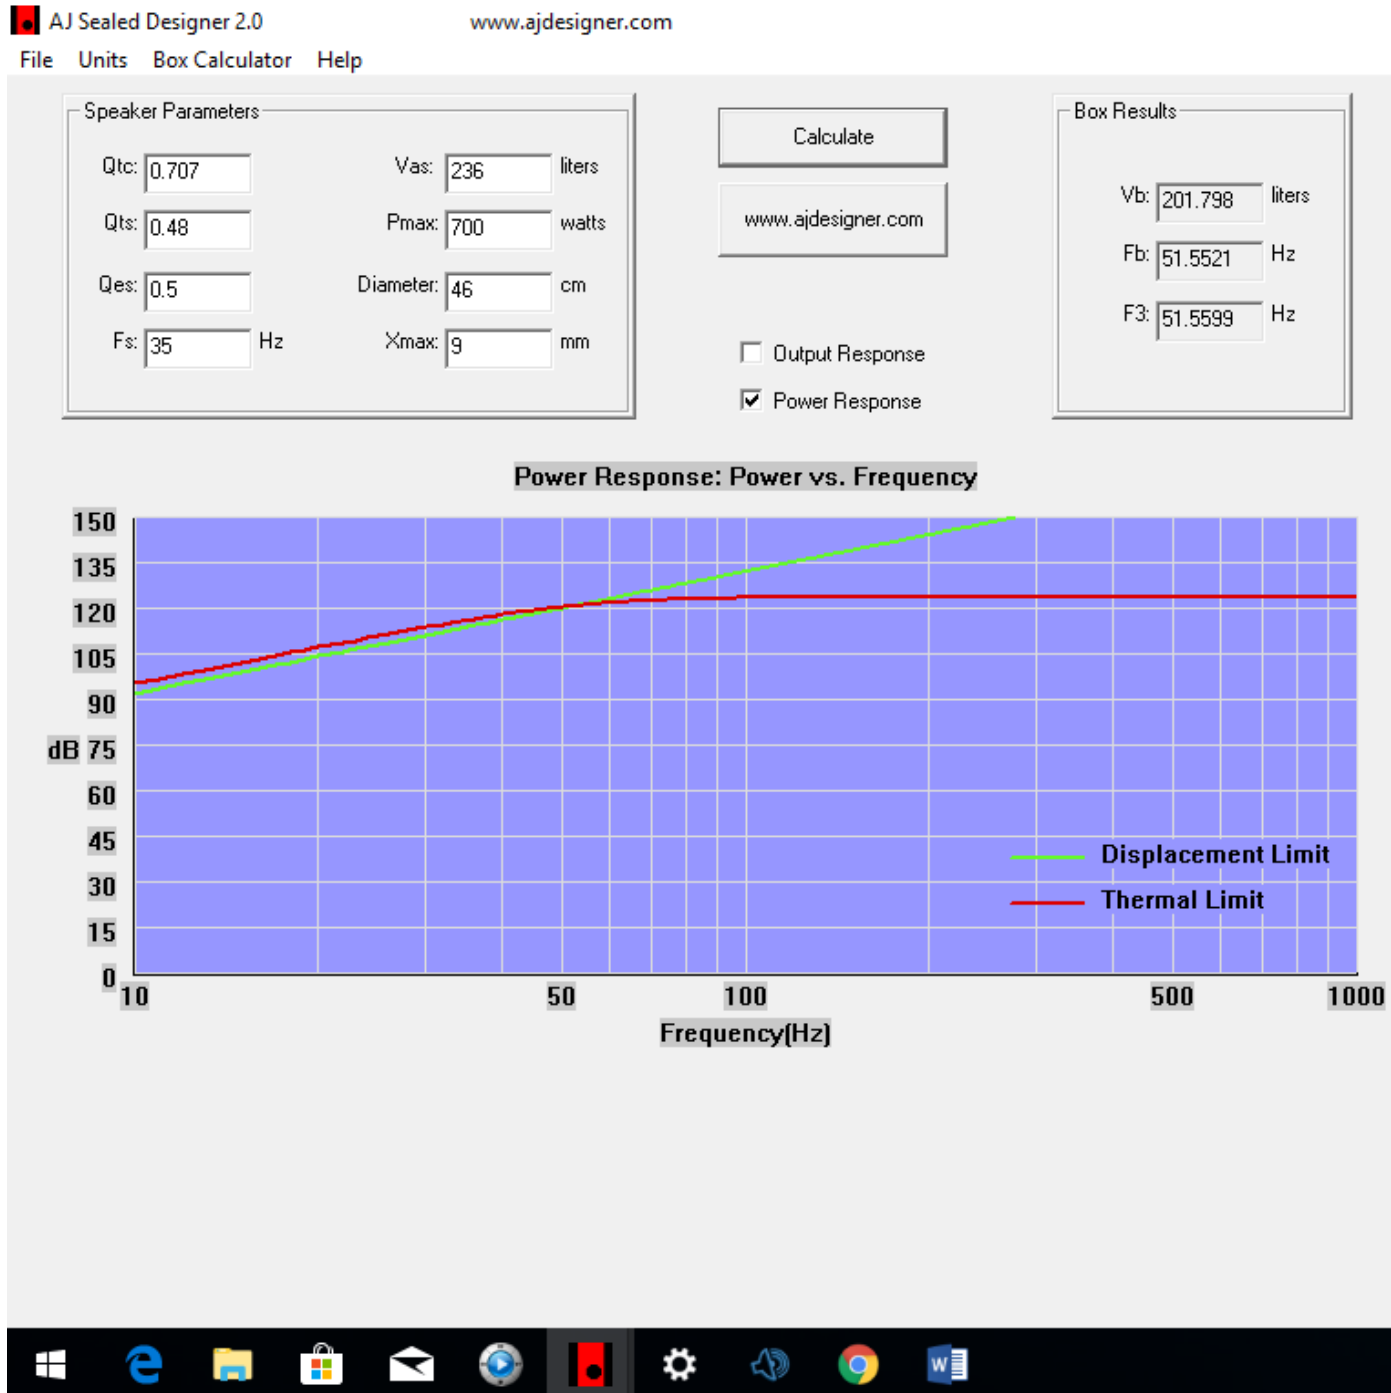 AJ Sealed Designer 2.0 www.ajdesigner.com
File Units Box Calculator Help
Speaker Parameters
Qtc: 0.707
Vas: 236 liters
Qts: 0.48
Pmax: 700 watts
Qes: 0.5
Diameter: 46 cm
Fs: 35 Hz
Xmax: 9 mm
Calculate
www.ajdesigner.com
Output Response
Power Response
Box Results
Vb: 201.798 liters
Fb: 51.5521 Hz
F3: 51.5599 Hz
Power Response: Power vs. Frequency
150
135
120
105
90
dB 75
60
45
30
15
0
10 50 100 500 1000
Frequency(Hz)
Displacement Limit
Thermal Limit